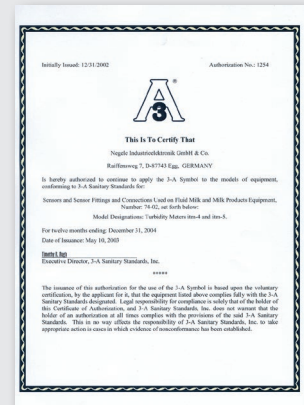 Initially Issued: 12/31/2002 Authorization No.: 1254
A
3
®
This Is To Certify That
Negele Industrieelektronik GmbH & Co.
Raiffeisenweg 7, D-87743 Egg, GERMANY
Is hereby authorized to continue to apply the 3-A Symbol to the models of equipment,
conforming to 3-A Sanitary Standards for:
Sensors and Sensor Fittings and Connections Used on Fluid Milk and Milk Products Equipment,
Number: 74-02, set forth below:
Model Designations: Turbidity Meters itm-4 and itm-5.
For twelve months ending: December 31, 2004
Date of Issuance: May 10, 2003
Timothy R. Rugh
Executive Director, 3-A Sanitary Standards, Inc.
*****
The issuance of this authorization for the use of the 3-A Symbol is based upon the voluntary
certification, by the applicant for it, that the equipment listed above complies fully with the 3-A
Sanitary Standards designated. Legal responsibility for compliance is solely that of the holder of
this Certificate of Authorization, and 3-A Sanitary Standards, Inc. does not warrant that the
holder of an authorization at all times complies with the provisions of the said 3-A Sanitary
Standards. This in no way affects the responsibility of 3-A Sanitary Standards, Inc. to take
appropriate action in cases in which evidence of nonconformance has been established.